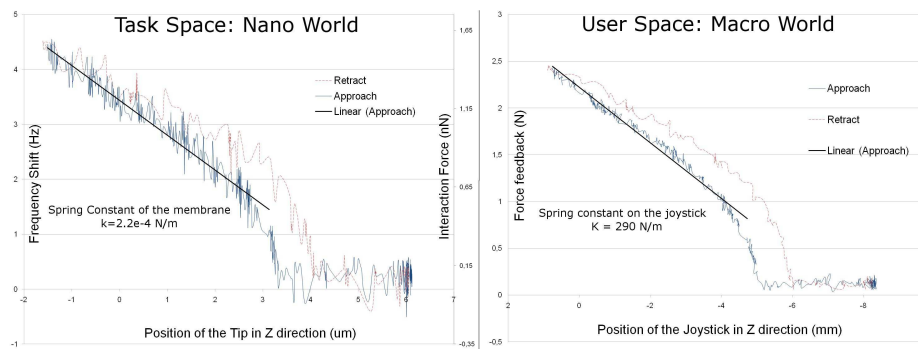 Task Space: Nano World
5
4
3
2
1
0
-1
Frequency Shift (Hz)
-2
-1
0
1
2
3
4
5
6
7
Position of the Tip in Z direction (um)
1,65
1,15
0,65
0,15
-0,35
Interaction Force (nN)
Retract
Approach
Linear (Approach)
Spring Constant of the membrane
k=2.2e-4 N/m
User Space: Macro World
3
2,5
2
1,5
1
0,5
0
-0,5
Force feedback (N)
2
0
-2
-4
-6
-8
Position of the Joystick in Z direction (mm)
Approach
Retract
Linear (Approach)
Spring constant on the joystick
K = 290 N/m